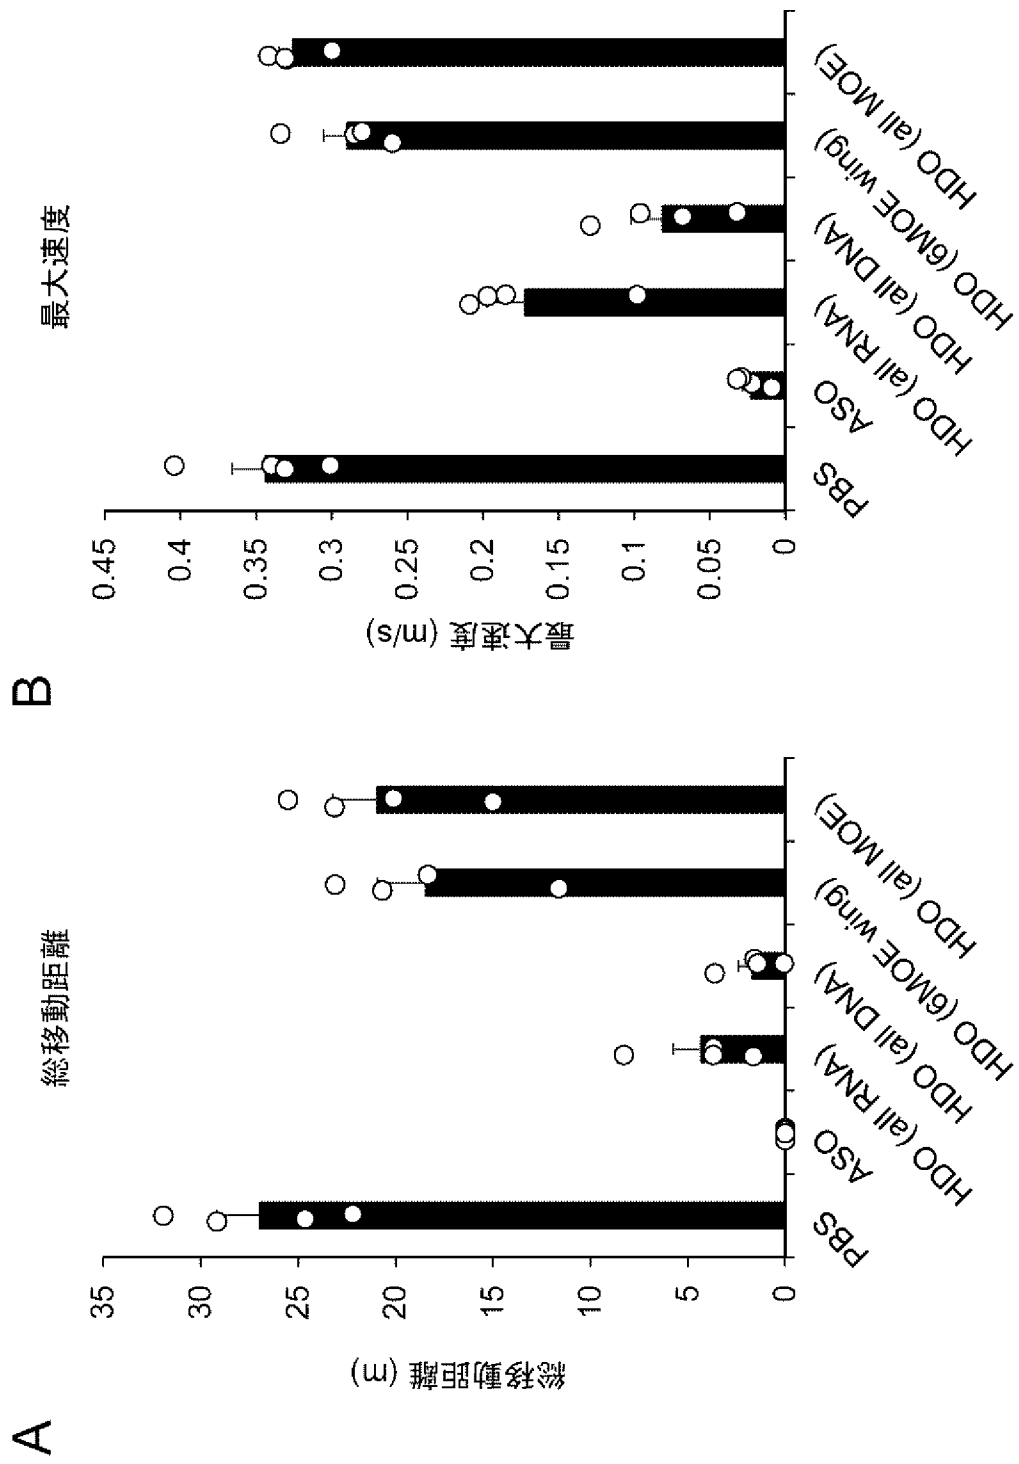 A
総移動距離
総移動距離 (m)
35
30
25
20
15
10
5
0
PBS
ASO
HDO (all RNA)
HDO (all DNA)
HDO (6MOE wing)
HDO (all MOE)
B
最大速度
最大速度 (m/s)
0.45
0.4
0.35
0.3
0.25
0.2
0.15
0.1
0.05
0
PBS
ASO
HDO (all RNA)
HDO (all DNA)
HDO (6MOE wing)
HDO (all MOE)